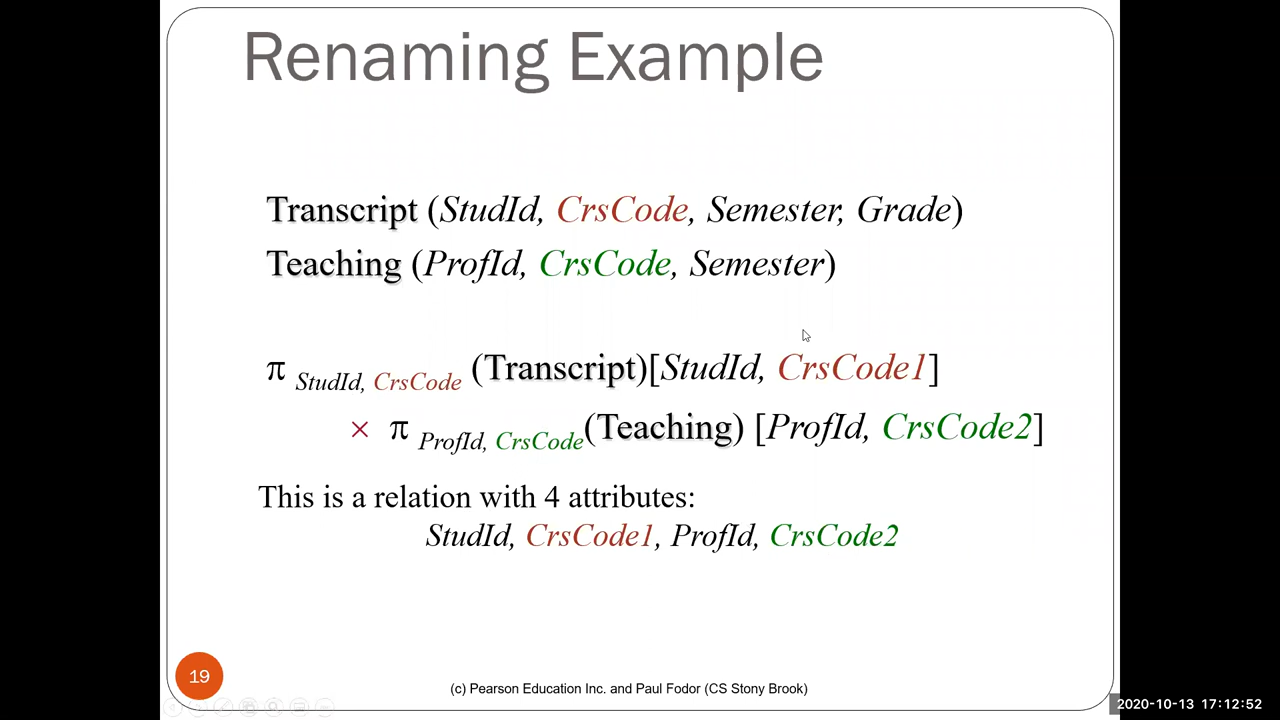 Renaming Example
Transcript (StudId, CrsCode, Semester, Grade)
Teaching (ProfId, CrsCode, Semester)
π StudId, CrsCode (Transcript)[StudId, CrsCode1]
× π ProfId, CrsCode(Teaching) [ProfId, CrsCode2]
This is a relation with 4 attributes:
StudId, CrsCode1, ProfId, CrsCode2
19
(c) Pearson Education Inc. and Paul Fodor (CS Stony Brook)
2020-10-13 17:12:52